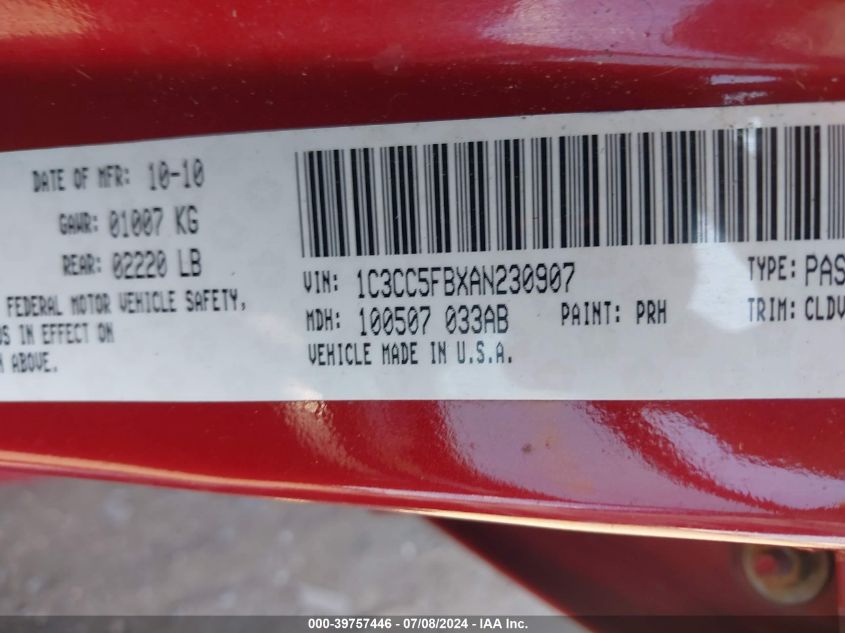 DATE OF MFR: 10-10
GAWR: 01007 KG
REAR: 02220 LB
FEDERAL MOTOR VEHICLE SAFETY,
DS IN EFFECT ON
ABOVE.
VIN: 1C3CC5FBXAN230907
TYPE: PAS
MDH: 100507 033AB
PAINT: PRH
TRIM: CLDV
VEHICLE MADE IN U.S.A.
000-39757446 - 07/08/2024 - IAA Inc.